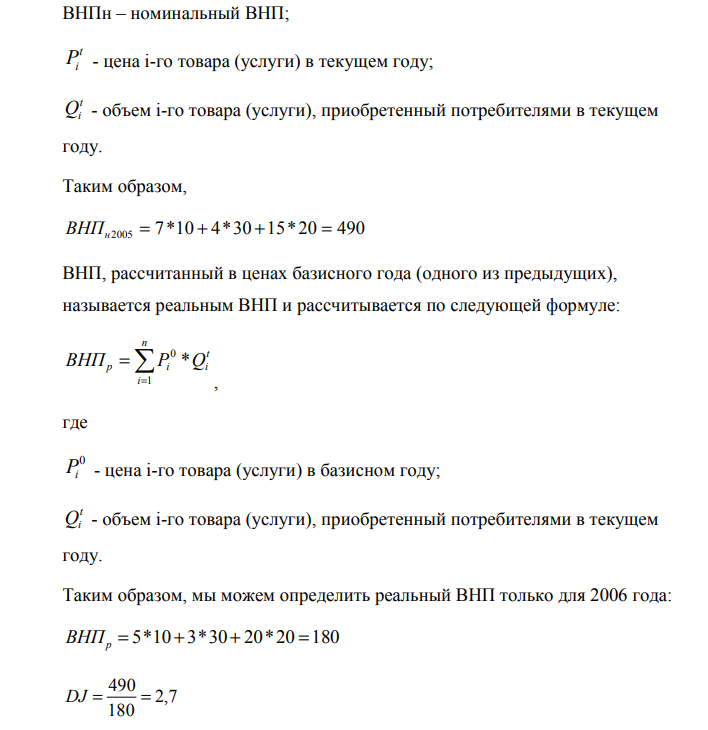 ВНПн – номинальный ВНП;
P_i^t - цена i-го товара (услуги) в текущем году;
Q_i^t - объем i-го товара (услуги), приобретенный потребителями в текущем
году.
Таким образом,
ВНП_н2005 = 7*10+4*30+15*20 = 490
ВНП, рассчитанный в ценах базисного года (одного из предыдущих),
называется реальным ВНП и рассчитывается по следующей формуле:
ВНП_р = ∑_{i=1}^{n} P_i^0 * Q_i^t ,
где
P_i^0 - цена i-го товара (услуги) в базисном году;
Q_i^t - объем i-го товара (услуги), приобретенный потребителями в текущем
году.
Таким образом, мы можем определить реальный ВНП только для 2006 года:
ВНП_р = 5*10+3*30+20*20 = 180
DJ = 490/180 = 2,7